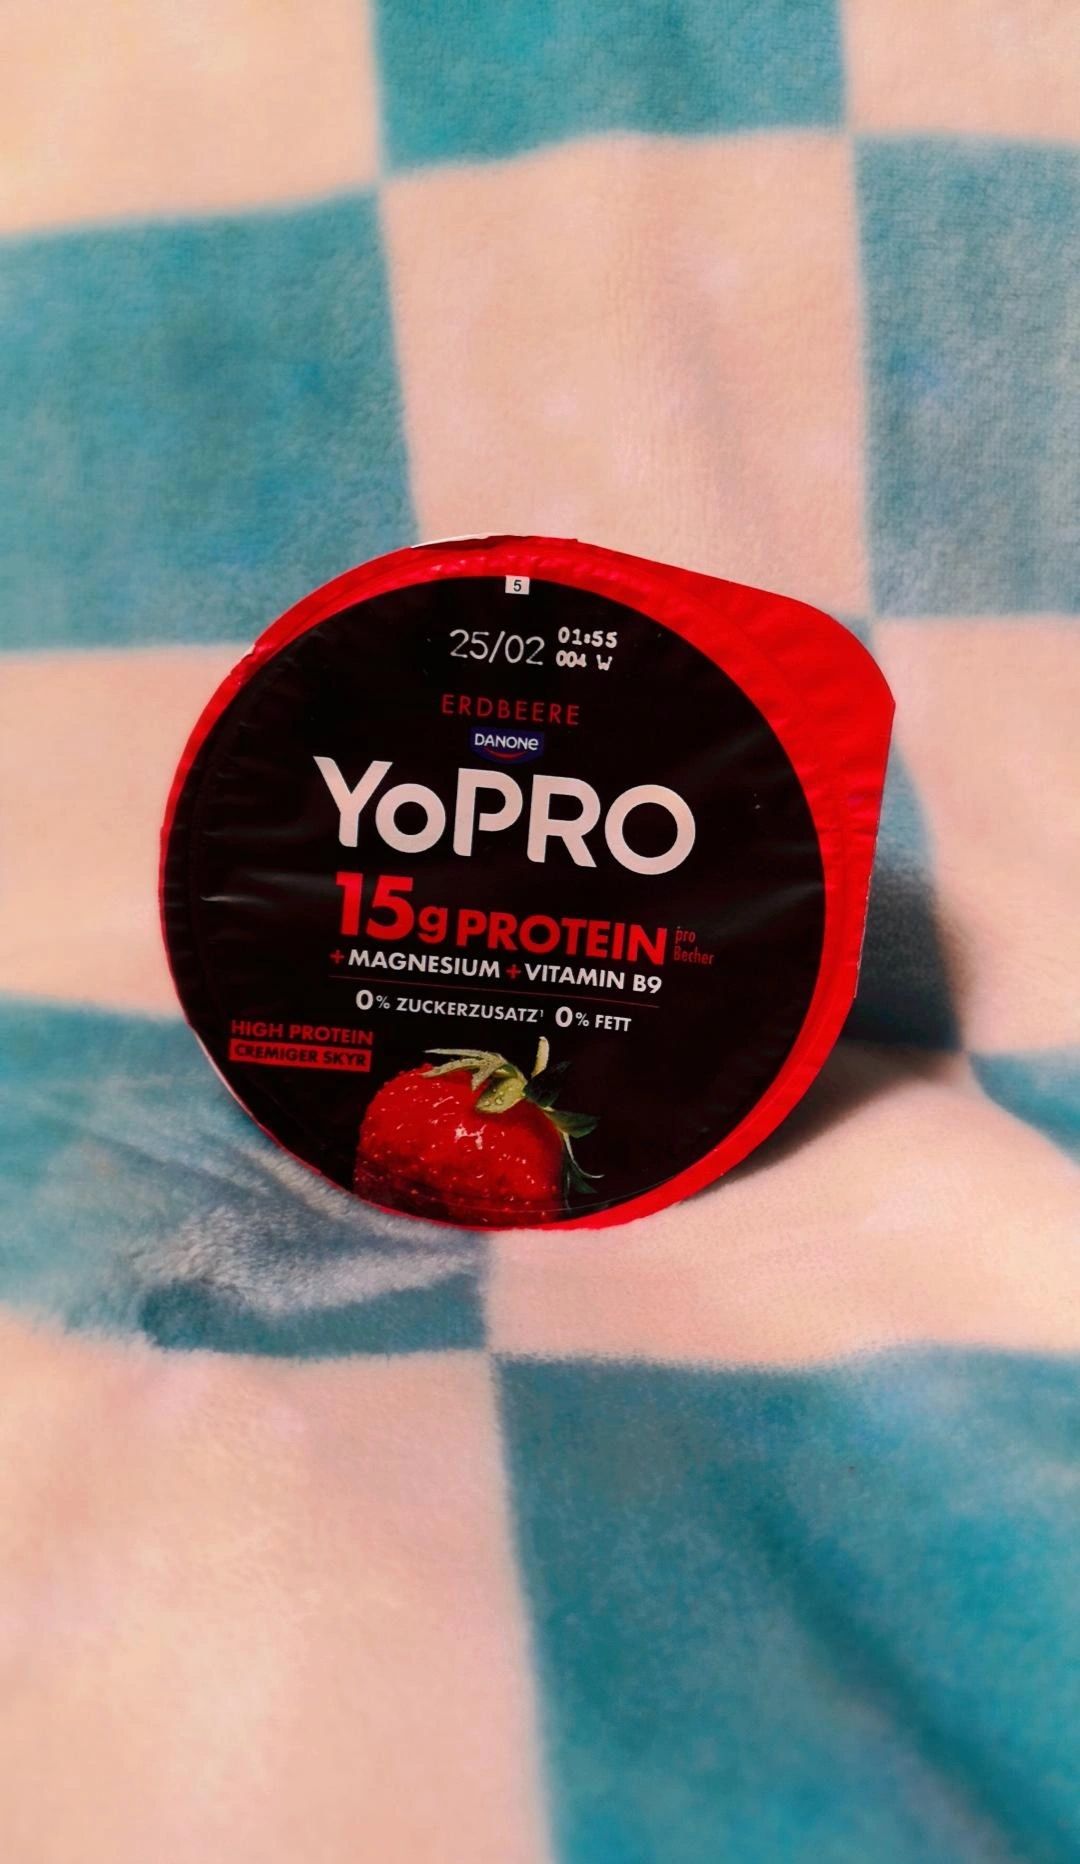 5
25/02 01:55
004 W
ERDBEERE
DANONE
YoPRO
15g PROTEIN pro
Becher
+ MAGNESIUM + VITAMIN B9
0% ZUCKERZUSATZ¹ 0% FETT
HIGH PROTEIN
CREMIGER SKYR